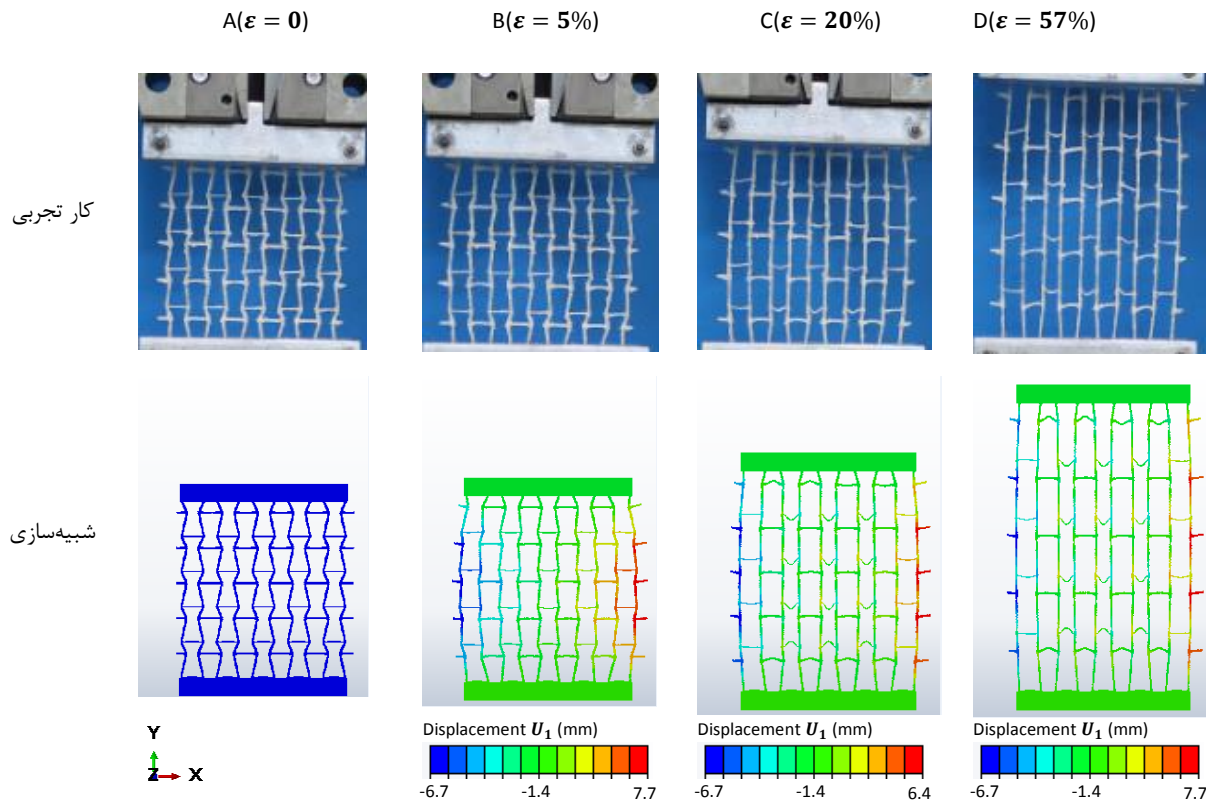 A(ε = 0) B(ε = 5%) C(ε = 20%) D(ε = 57%)
کار تجربی
شبیه‌سازی
Y
Z X
Displacement U₁ (mm) Displacement U₁ (mm) Displacement U₁ (mm)
-6.7 -1.4 7.7 -6.7 -1.4 6.4 -6.7 -1.4 7.7